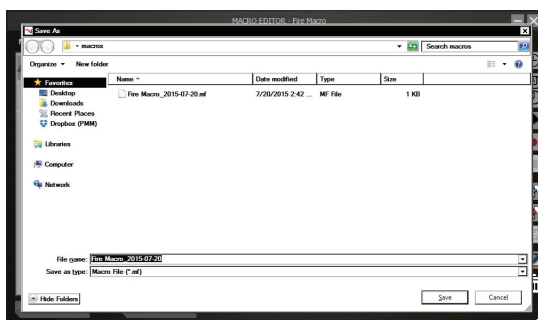 MACRO EDITOR - Fire Macro
Save As
macros
Search macros
Organize
New folder
Favorites
Desktop
Downloads
Recent Places
Dropbox (PMM)
Libraries
Computer
Network
Name Date modified Type Size
Fire Macro_2015-07-20.mf 7/20/2015 2:42 ... MF File 1 KB
File name: Fire Macro_2015-07-20
Save as type: Macro File (*.mf)
Hide Folders
Save Cancel